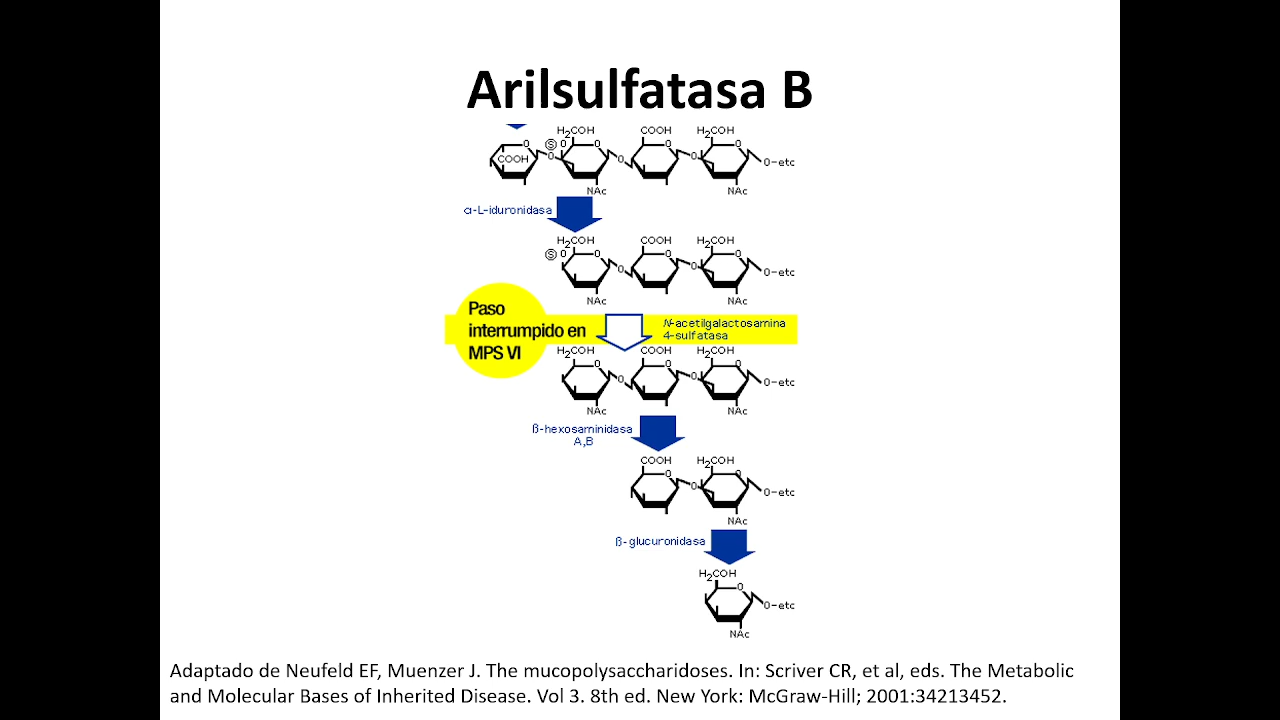 Arilsulfatasa B
H₂COH COOH H₂COH
O Ⓢ O O O O
COOH O O O O-etc
NAc NAc
α-L-iduronidasa
H₂COH COOH H₂COH
Ⓢ O O O O
O O O-etc
NAc NAc
Paso
interrumpido en
MPS VI
N-acetilgalactosamina
4-sulfatasa
H₂COH COOH H₂COH
O O O
O O O-etc
NAc NAc
ß-hexosaminidasa
A,B
COOH H₂COH
O O
O O-etc
NAc
ß-glucuronidasa
H₂COH
O
O-etc
NAc
Adaptado de Neufeld EF, Muenzer J. The mucopolysaccharidoses. In: Scriver CR, et al, eds. The Metabolic
and Molecular Bases of Inherited Disease. Vol 3. 8th ed. New York: McGraw-Hill; 2001:34213452.